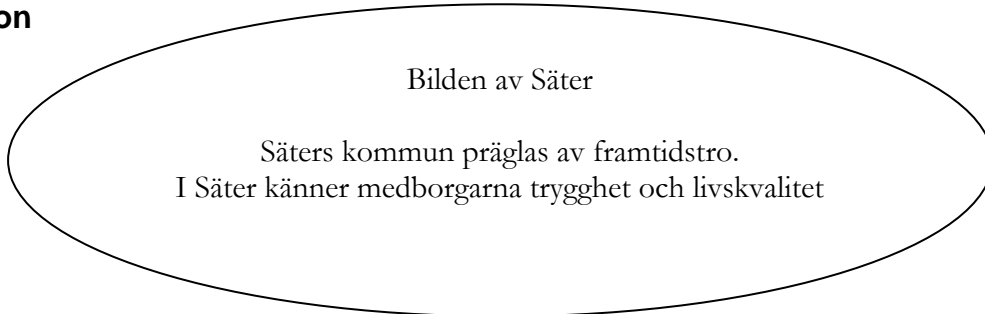 on
Bilden av Säter
Säters kommun präglas av framtidstro.
I Säter känner medborgarna trygghet och livskvalitet